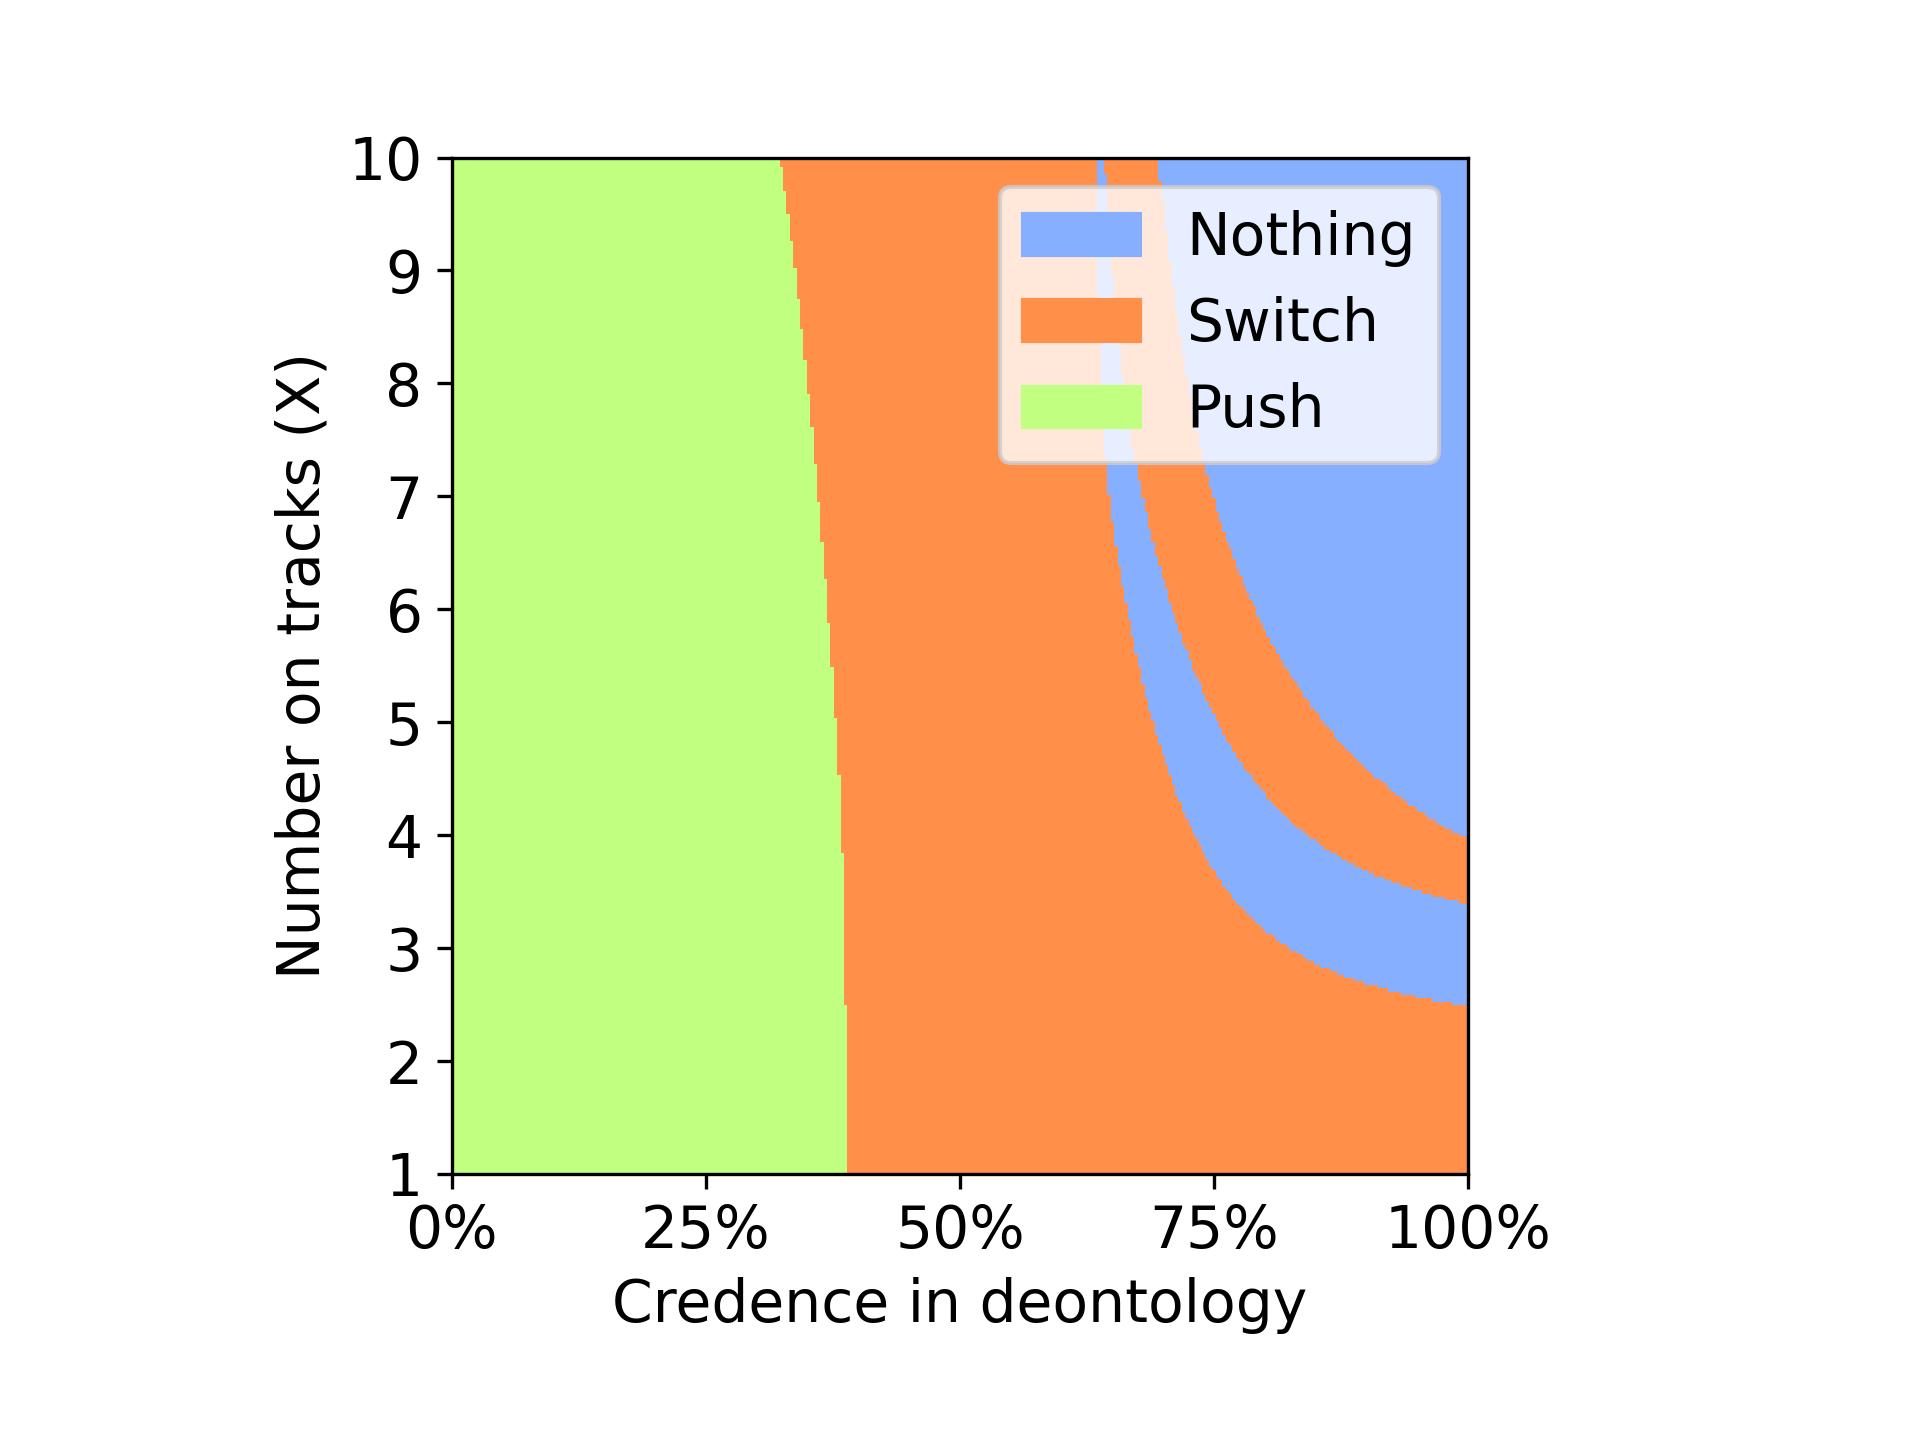 10
9
8
7
6
5
4
3
2
1
Number on tracks (X)
Nothing
Switch
Push
0% 25% 50% 75% 100%
Credence in deontology